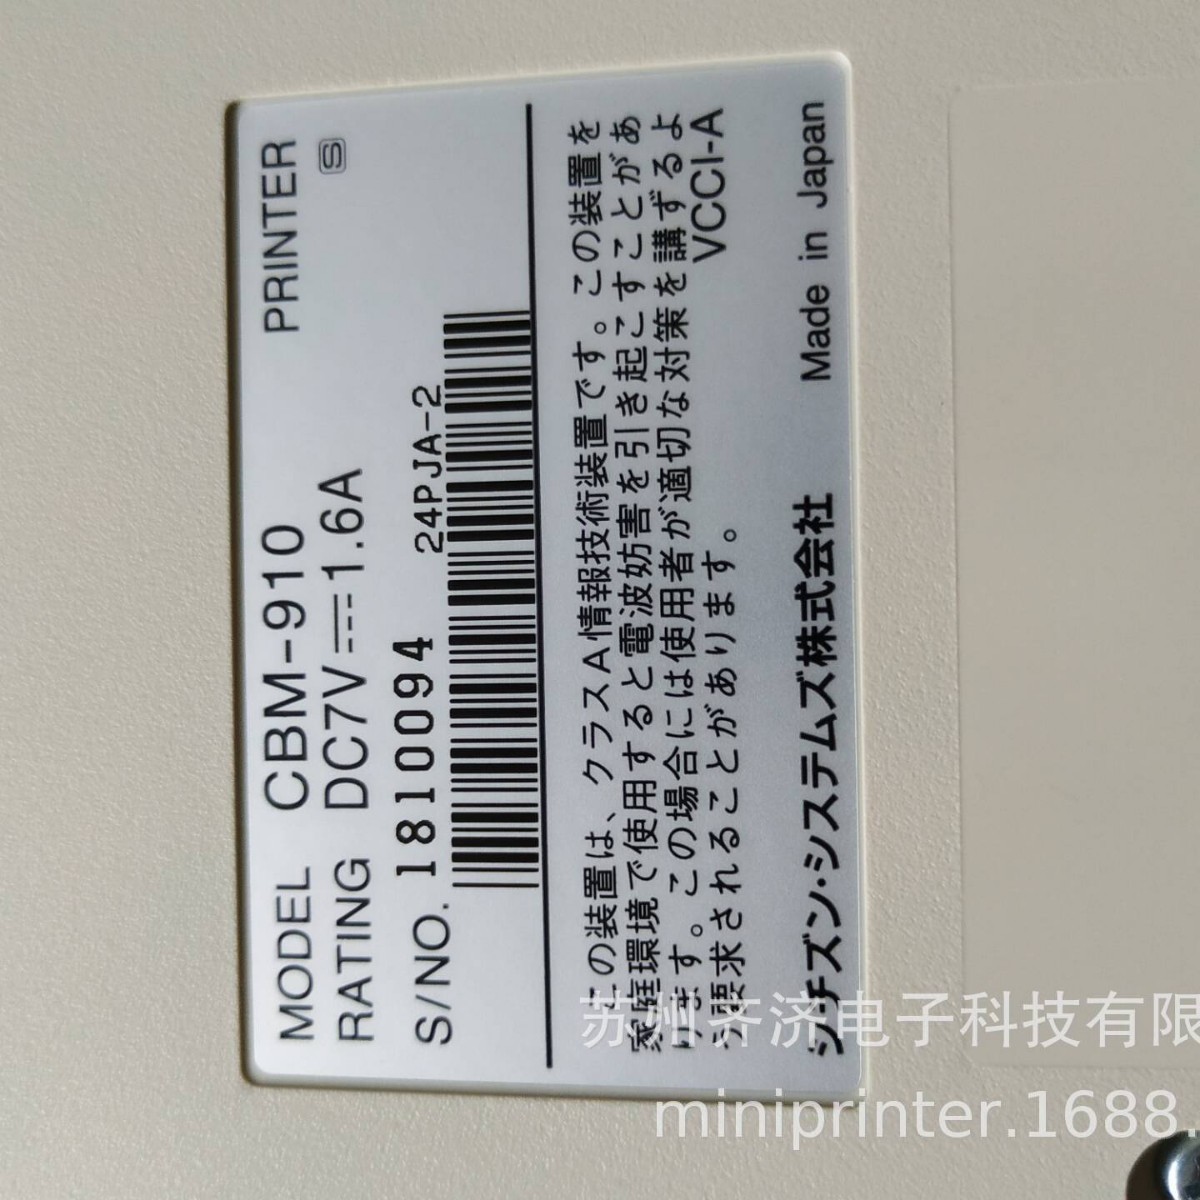 MODEL CBM-910 PRINTER
RATING DC7V⎓1.6A S
S/NO. 1810094 24PJA-2
この装置は、クラスA情報技術装置です。この装置を
家庭環境で使用すると電波妨害を引き起こすことがあ
ります。この場合には使用者が適切な対策を講ずるよ
う要求されることがあります。 VCCI-A
シチズン・システムズ株式会社 Made in Japan
苏州齐济电子科技有限
miniprinter.1688.